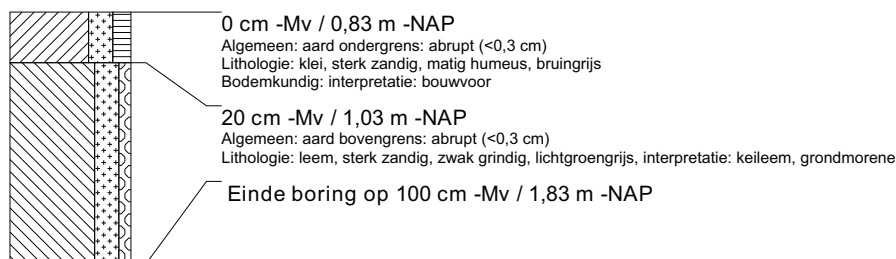 0 cm -Mv / 0,83 m -NAP
Algemeen: aard ondergrens: abrupt (<0,3 cm)
Lithologie: klei, sterk zandig, matig humeus, bruingrijs
Bodemkundig: interpretatie: bouwvoor
20 cm -Mv / 1,03 m -NAP
Algemeen: aard bovengrens: abrupt (<0,3 cm)
Lithologie: leem, sterk zandig, zwak grindig, lichtgroengrijs, interpretatie: keileem, grondmorene
Einde boring op 100 cm -Mv / 1,83 m -NAP